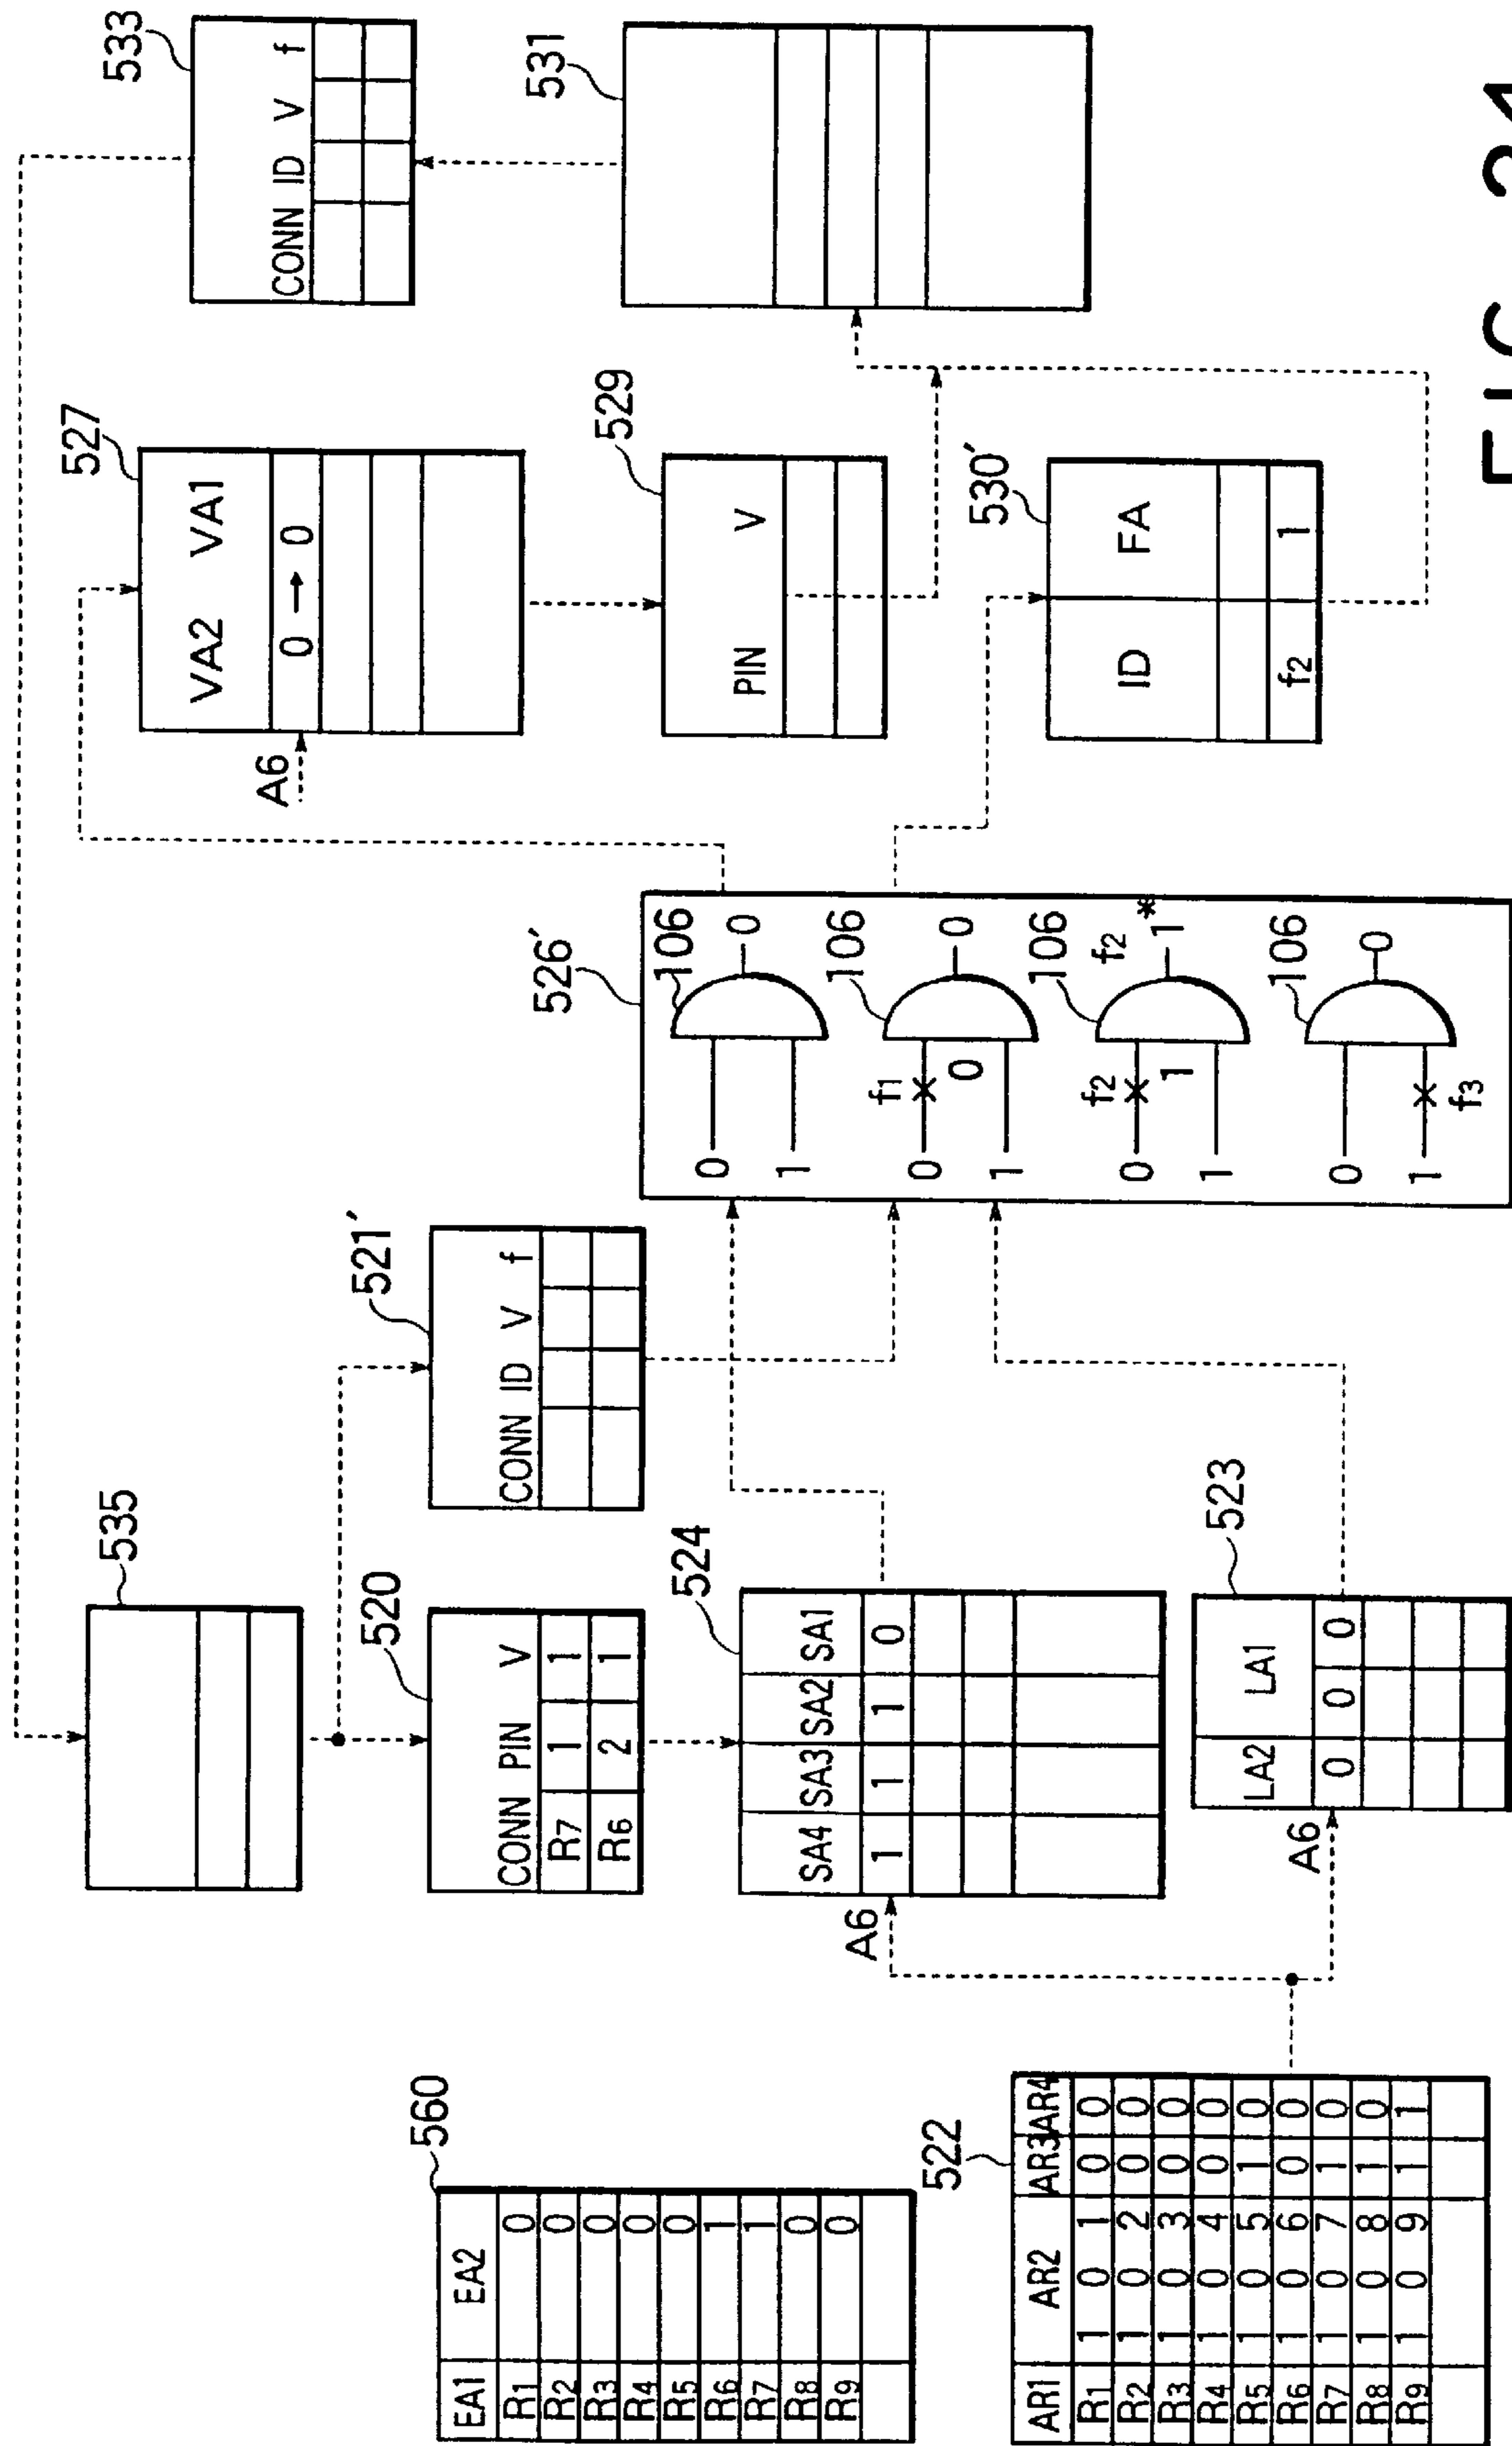 560
EA1 EA2
R1 0
R2 0
R3 0
R4 0
R5 0
R6 1
R7 1
R8 0
R9 0
522
AR1 AR2 AR3 AR4
R1 1 0 1 0 0
R2 1 0 2 0 0
R3 1 0 3 0 0
R4 1 0 4 0 0
R5 1 0 5 1 0
R6 1 0 6 0 0
R7 1 0 7 1 0
R8 1 0 8 1 0
R9 1 0 9 1 1
535
520
CONN PIN V
R7 1 1
R6 2 1
521'
CONN ID V f
524
SA4 SA3 SA2 SA1
A6
1 1 1 0
523
LA2 LA1
A6
0 0 0
526'
106
0
1
0
106
f1
0
0
1
0
106
f2
0
1
1
f2
1*
106
0
1
f3
0
527
VA2 VA1
A6
0 → 0
529
PIN V
530'
ID FA
f2 1
533
CONN ID V f
531